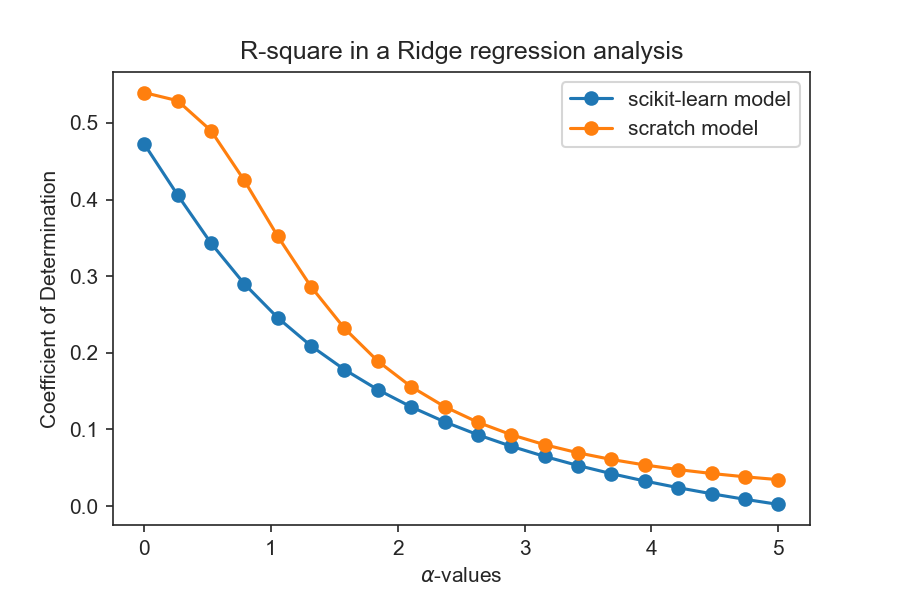 R-square in a Ridge regression analysis
scikit-learn model
scratch model
Coefficient of Determination
0.5
0.4
0.3
0.2
0.1
0.0
0 1 2 3 4 5
α-values